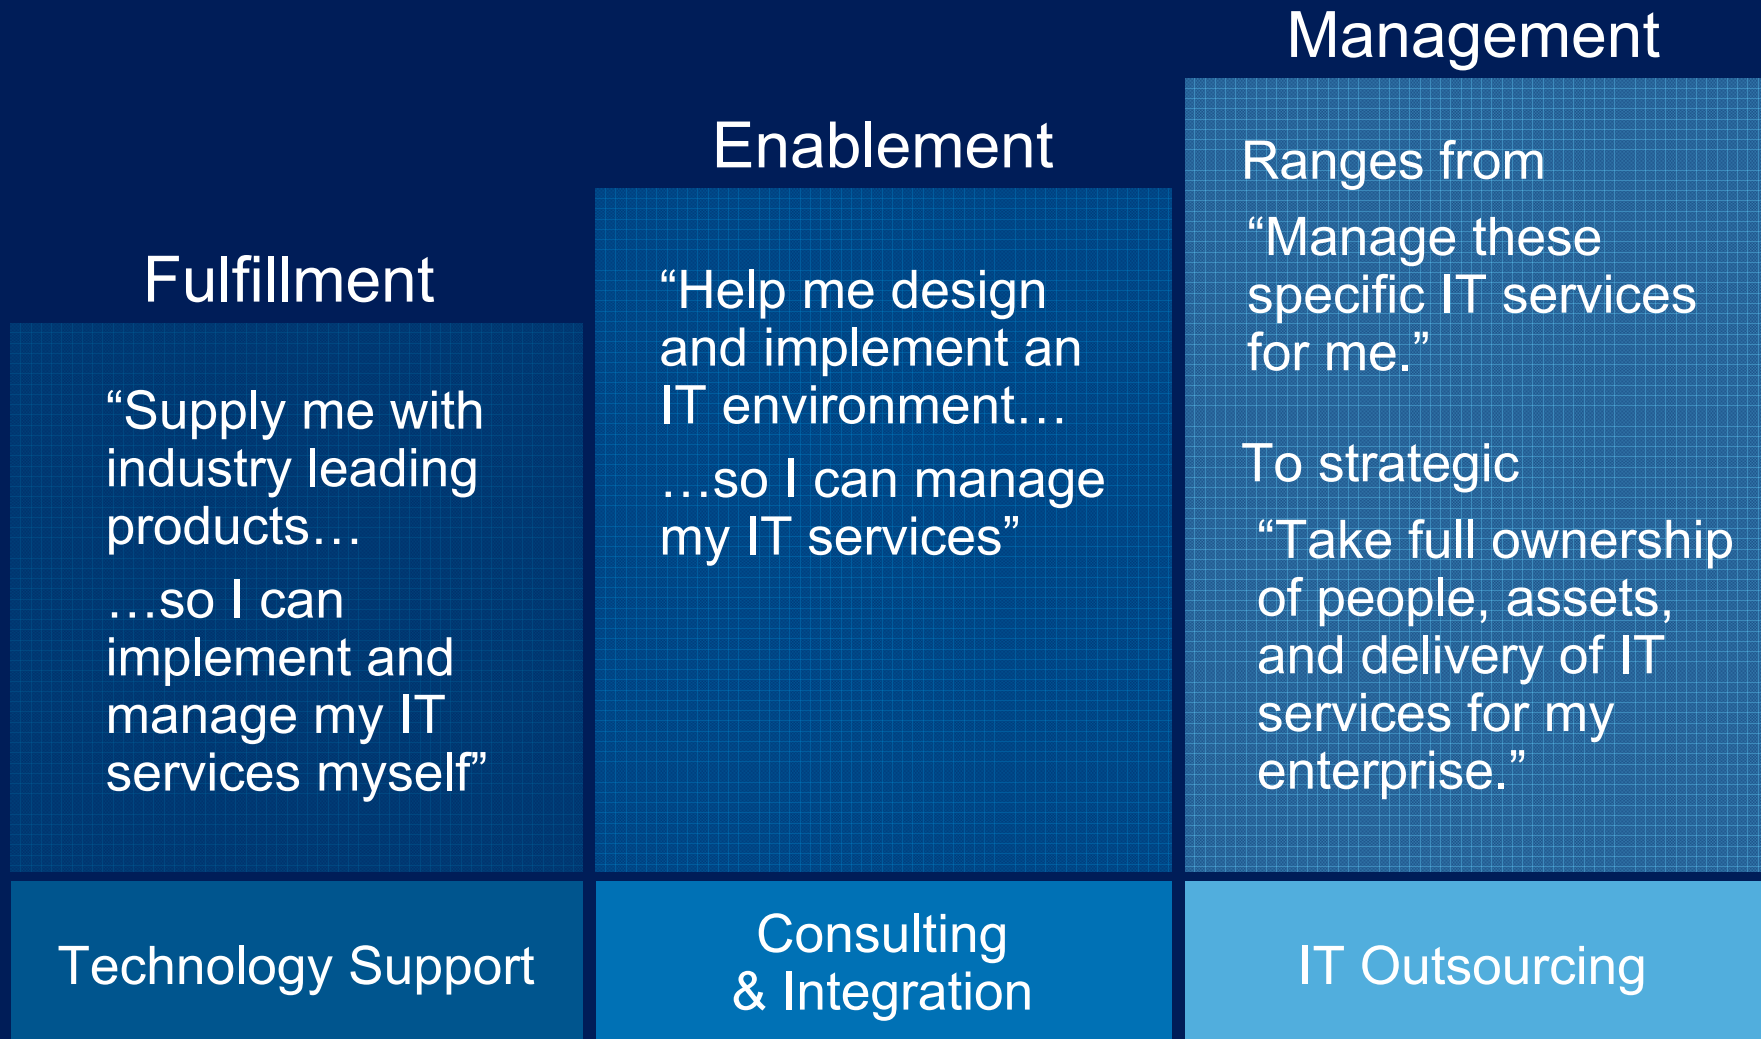 Fulfillment
“Supply me with
industry leading
products…
…so I can
implement and
manage my IT
services myself”
Technology Support
Enablement
“Help me design
and implement an
IT environment…
…so I can manage
my IT services”
Consulting
& Integration
Management
Ranges from
“Manage these
specific IT services
for me.”
To strategic
“Take full ownership
of people, assets,
and delivery of IT
services for my
enterprise.”
IT Outsourcing